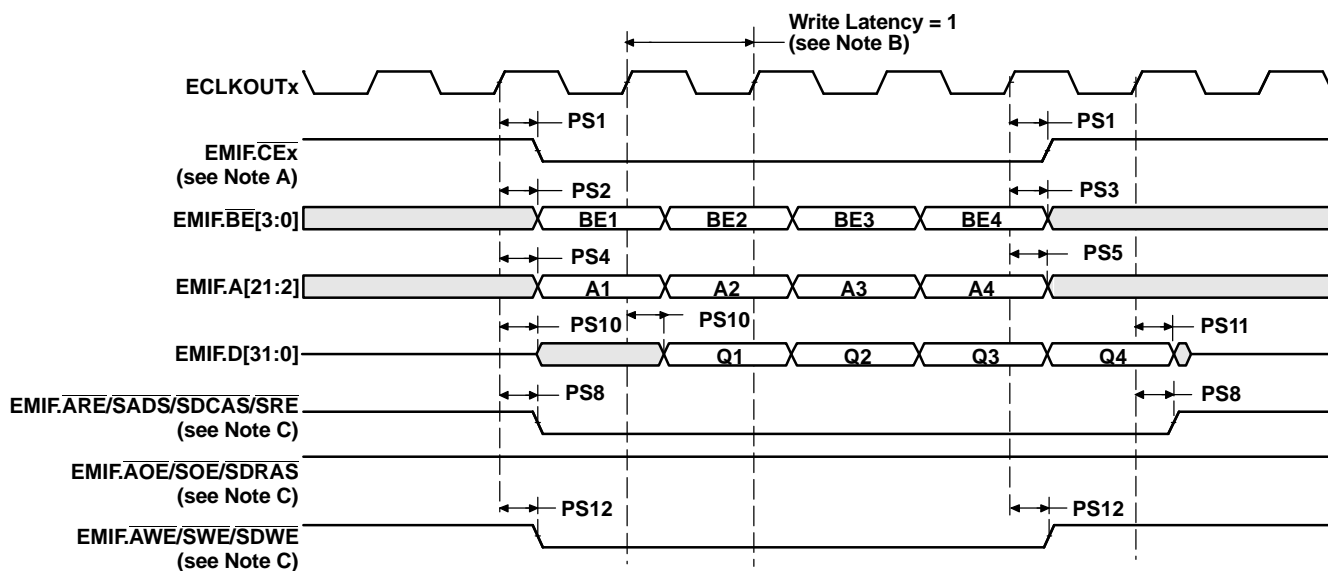 Write Latency = 1
(see Note B)
ECLKOUTx
PS1
PS1
EMIF.CEx
(see Note A)
PS2
PS3
EMIF.BE[3:0]
BE1
BE2
BE3
BE4
PS4
PS5
EMIF.A[21:2]
A1
A2
A3
A4
PS10
PS10
PS11
EMIF.D[31:0]
Q1
Q2
Q3
Q4
PS8
PS8
EMIF.ARE/SADS/SDCAS/SRE
(see Note C)
EMIF.AOE/SOE/SDRAS
(see Note C)
PS12
PS12
EMIF.AWE/SWE/SDWE
(see Note C)